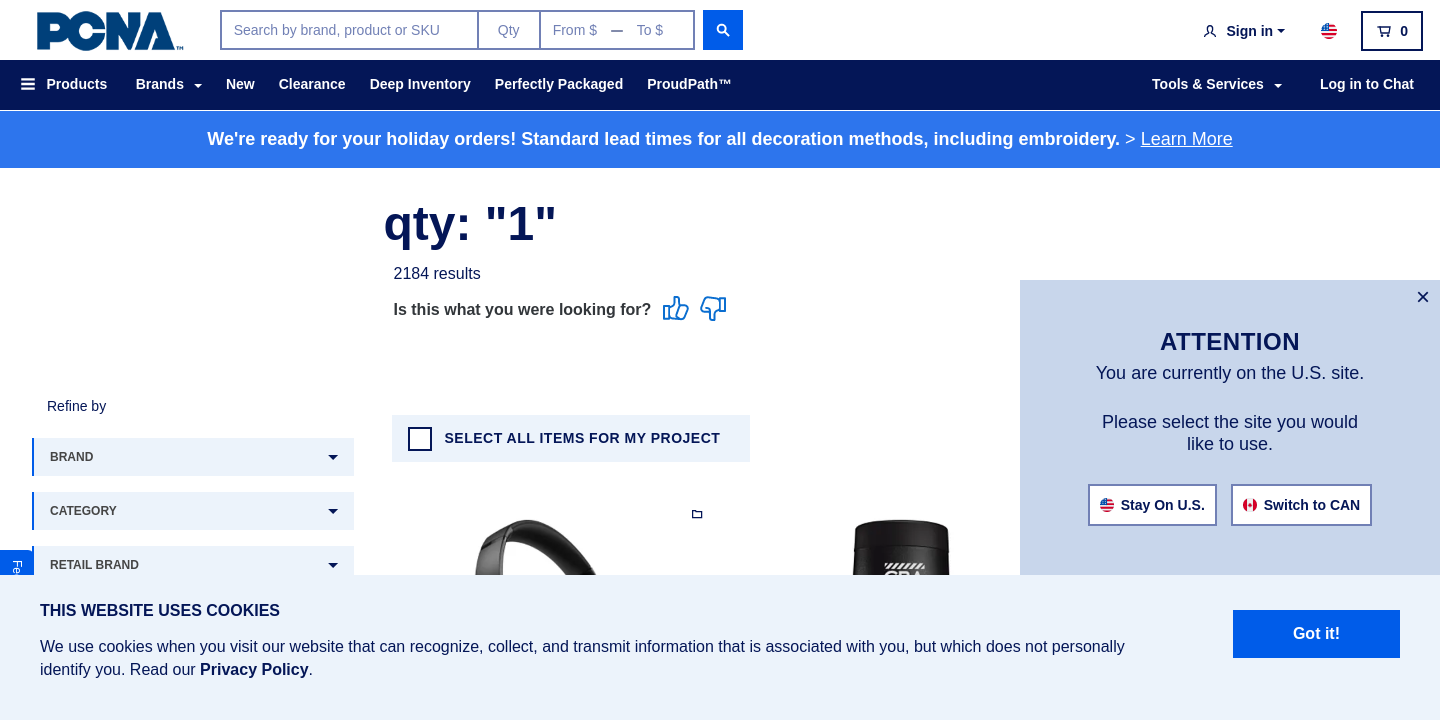 PCNA™
Search by brand, product or SKU
Qty
From $ — To $
Sign in
0
Products
Brands
New
Clearance
Deep Inventory
Perfectly Packaged
ProudPath™
Tools & Services
Log in to Chat
We're ready for your holiday orders! Standard lead times for all decoration methods, including embroidery. > Learn More
qty: "1"
2184 results
Is this what you were looking for?
×
ATTENTION
You are currently on the U.S. site.
Please select the site you would
like to use.
Stay On U.S.
Switch to CAN
Refine by
SELECT ALL ITEMS FOR MY PROJECT
BRAND
CATEGORY
RETAIL BRAND
THIS WEBSITE USES COOKIES
We use cookies when you visit our website that can recognize, collect, and transmit information that is associated with you, but which does not personally
identify you. Read our Privacy Policy.
Got it!